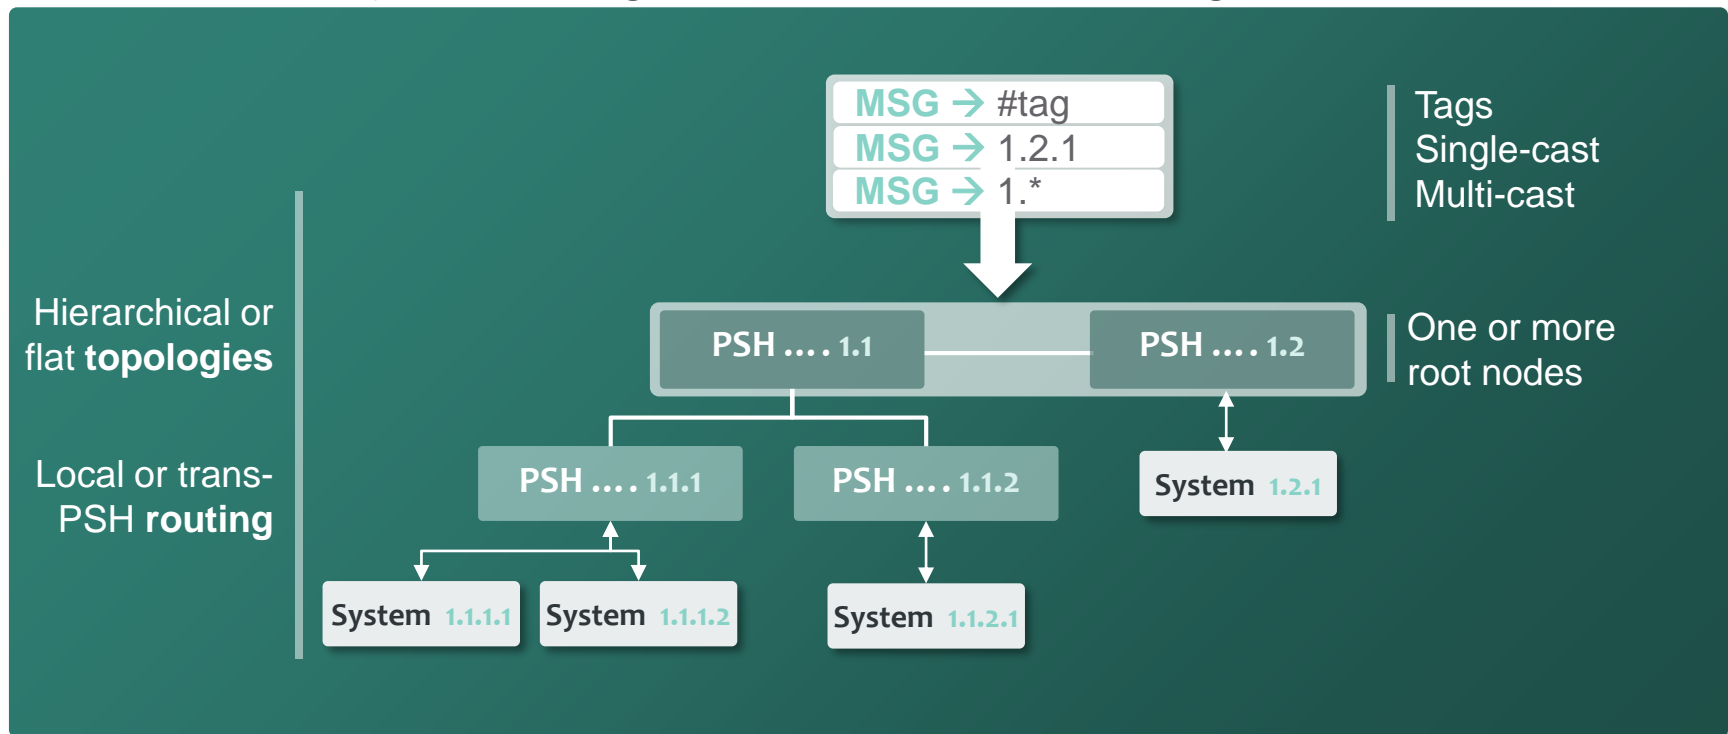 MSG → #tag
MSG → 1.2.1
MSG → 1.*
Tags
Single-cast
Multi-cast
Hierarchical or
flat topologies
PSH .... 1.1
PSH .... 1.2
One or more
root nodes
Local or trans-
PSH routing
PSH .... 1.1.1
PSH .... 1.1.2
System 1.2.1
System 1.1.1.1
System 1.1.1.2
System 1.1.2.1